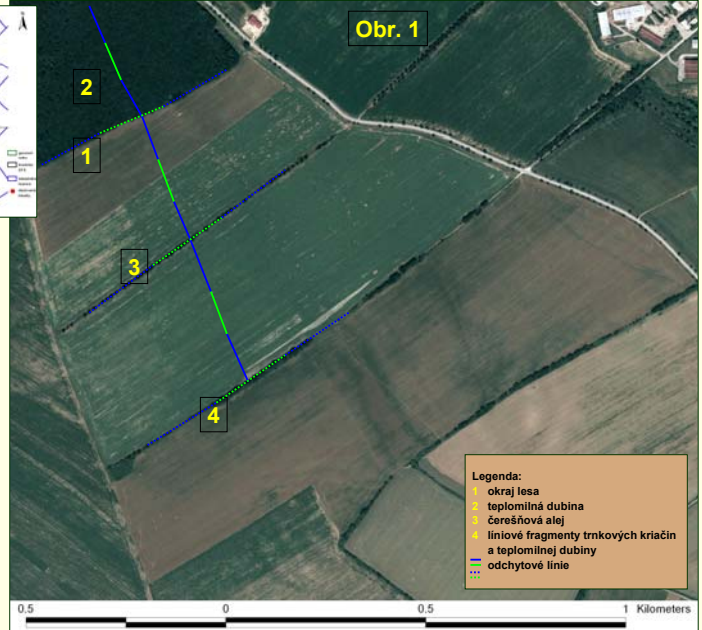 Obr. 1
2
1
3
4
Legenda:
1 okraj lesa
2 teplomilná dubina
3 čerešňová alej
4 líniové fragmenty trnkových kriačin
a teplomilnej dubiny
odchytové línie
0.5 0 0.5 1 Kilometers